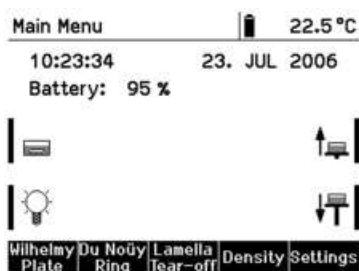 Main Menu 22.5 °C
10:23:34 23. JUL 2006
Battery: 95 %
Wilhelmy Plate Du Noüy Ring Lamella Tear-off Density Settings